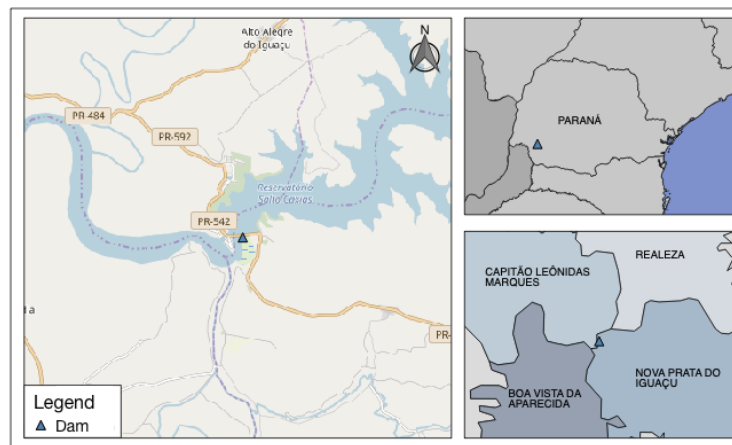 Alto Alegre
do Iguaçu
N
PR-484
PR-592
Reservatório
Salto Caxias
PR-542
PR-
a
Legend
Dam
PARANÁ
REALEZA
CAPITÃO LEÔNIDAS
MARQUES
NOVA PRATA DO
IGUAÇU
BOA VISTA DA
APARECIDA